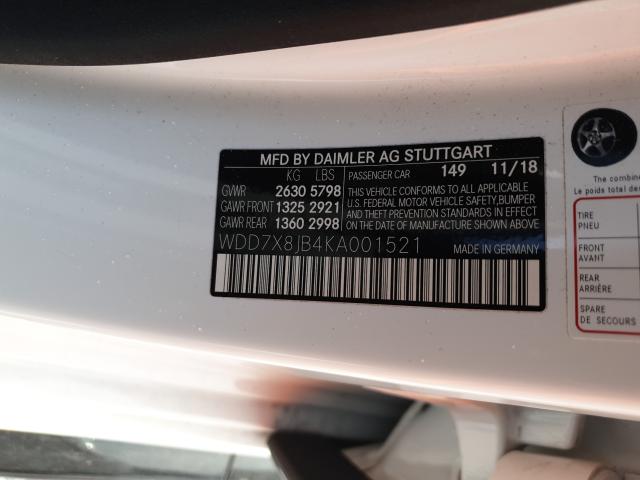 MFD BY DAIMLER AG STUTTGART
KG LBS PASSENGER CAR 149 11/18
GVWR 2630 5798
GAWR FRONT 1325 2921
GAWR REAR 1360 2998
THIS VEHICLE CONFORMS TO ALL APPLICABLE
U.S. FEDERAL MOTOR VEHICLE SAFETY,BUMPER
AND THEFT PREVENTION STANDARDS IN EFFECT
ON THE DATE OF MANUFACTURE SHOWN ABOVE
WDD7X8JB4KA001521 MADE IN GERMANY
The combine
Le poids total des
TIRE
PNEU
FRONT
AVANT
REAR
ARRIÈRE
SPARE
DE SECOURS